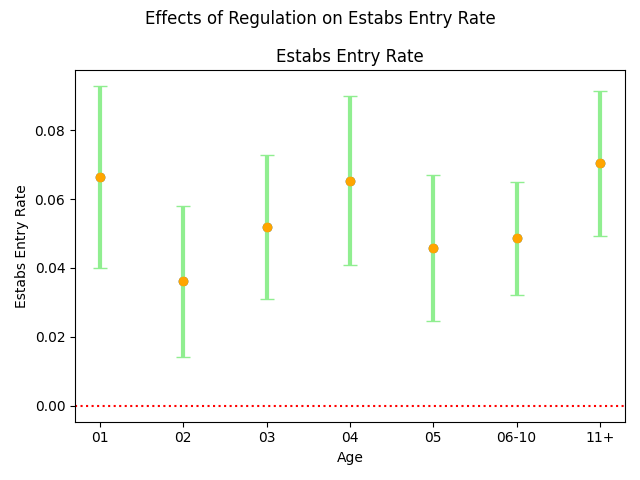 Effects of Regulation on Estabs Entry Rate
Estabs Entry Rate
Estabs Entry Rate
0.08
0.06
0.04
0.02
0.00
01 02 03 04 05 06-10 11+
Age